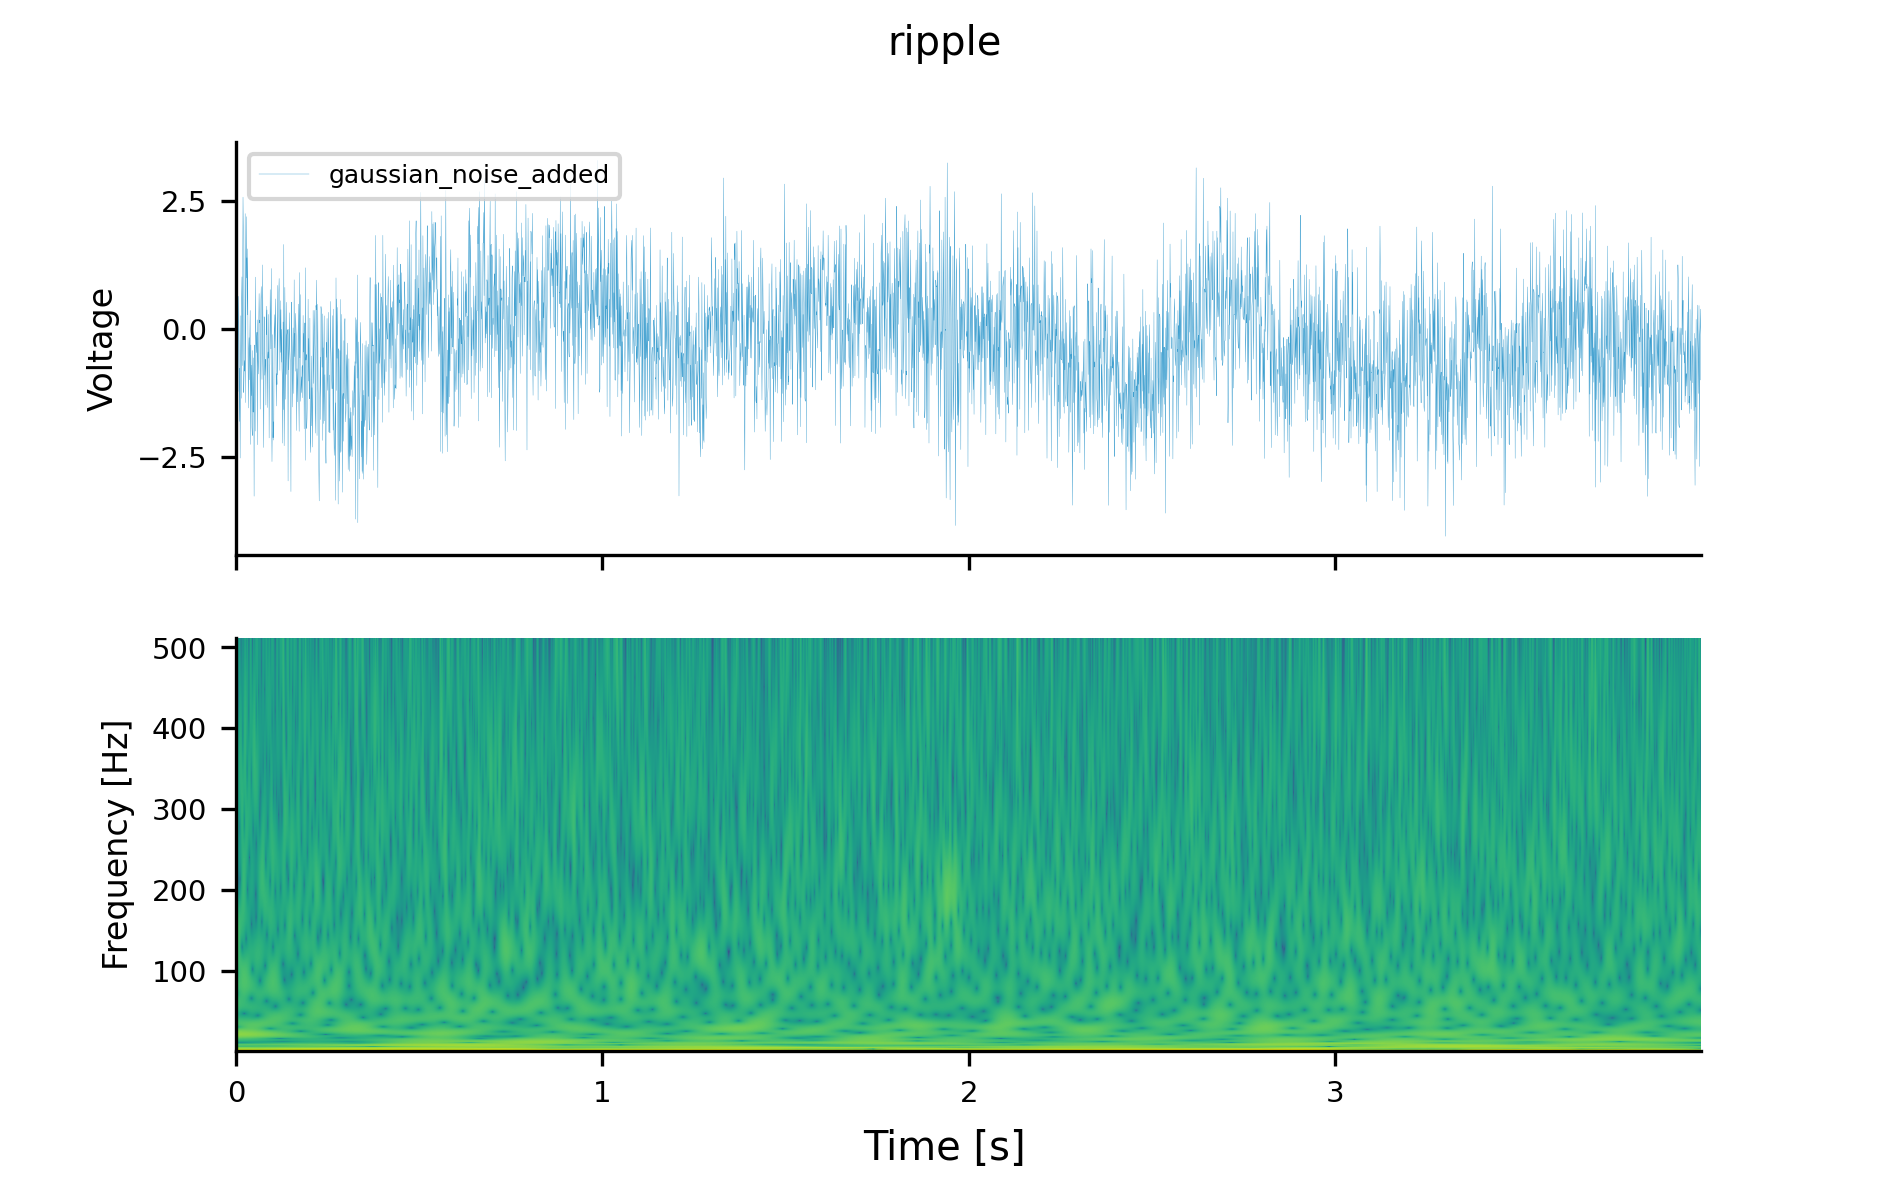 ripple
gaussian_noise_added
2.5
0.0
−2.5
Voltage
500
400
300
200
100
Frequency [Hz]
0 1 2 3
Time [s]